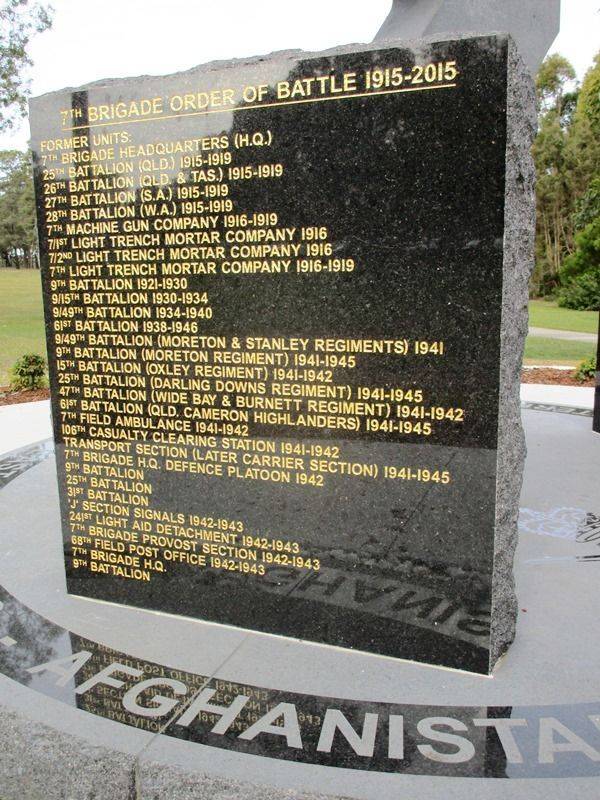 7TH BRIGADE ORDER OF BATTLE 1915-2015
FORMER UNITS:
7TH BRIGADE HEADQUARTERS (H.Q.)
25TH BATTALION (QLD.) 1915-1919
26TH BATTALION (QLD. & TAS.) 1915-1919
27TH BATTALION (S.A.) 1915-1919
28TH BATTALION (W.A.) 1915-1919
7TH MACHINE GUN COMPANY 1916-1919
7/1ST LIGHT TRENCH MORTAR COMPANY 1916
7/2ND LIGHT TRENCH MORTAR COMPANY 1916
7TH LIGHT TRENCH MORTAR COMPANY 1916-1919
9TH BATTALION 1921-1930
9/15TH BATTALION 1930-1934
9/49TH BATTALION 1934-1940
61ST BATTALION 1938-1946
9/49TH BATTALION (MORETON & STANLEY REGIMENTS) 1941
9TH BATTALION (MORETON REGIMENT) 1941-1945
15TH BATTALION (OXLEY REGIMENT) 1941-1942
25TH BATTALION (DARLING DOWNS REGIMENT) 1941-1945
47TH BATTALION (WIDE BAY & BURNETT REGIMENT) 1941-1942
61ST BATTALION (QLD. CAMERON HIGHLANDERS) 1941-1945
7TH FIELD AMBULANCE 1941-1942
106TH CASUALTY CLEARING STATION 1941-1942
TRANSPORT SECTION (LATER CARRIER SECTION) 1941-1945
7TH BRIGADE H.Q. DEFENCE PLATOON 1942
9TH BATTALION
25TH BATTALION
31ST BATTALION
'J' SECTION SIGNALS 1942-1943
241ST LIGHT AID DETACHMENT 1942-1943
7TH BRIGADE PROVOST SECTION 1942-1943
68TH FIELD POST OFFICE 1942-1943
7TH BRIGADE H.Q.
9TH BATTALION
AFGHANISTA